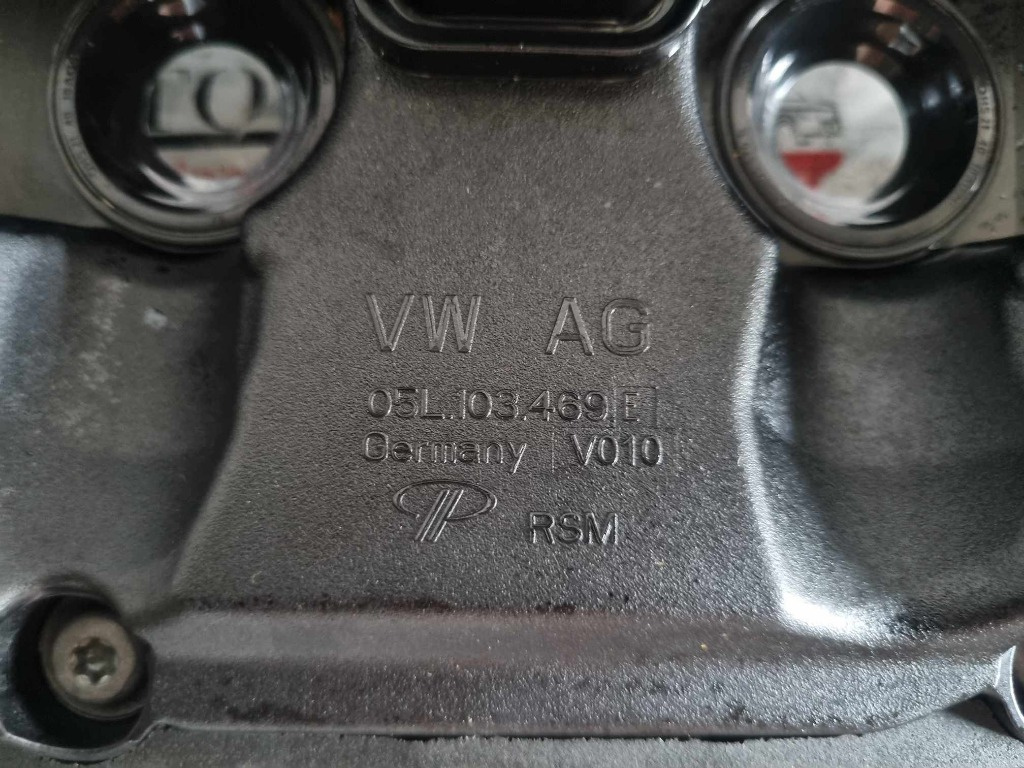 VW AG
05L.103.469 E
Germany V010
RSM